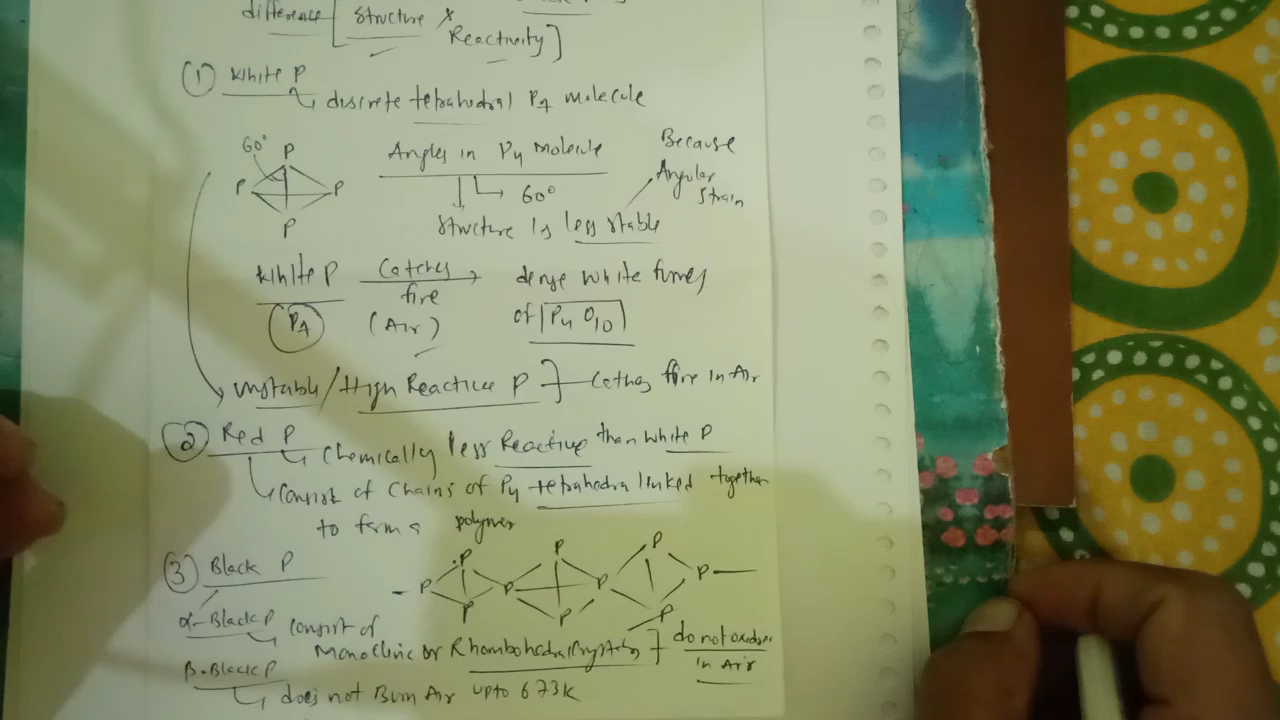 difference [ structure &
Reactivity ]
① White P
discrete tetrahedral P4 molecule
60°
P
P
P
P
Angles in P4 Molecule
60°
Because
Angular
Strain
Structure is less stable
White P
Catches
fire
(Air)
P4
dense white fumes
of P4 O10
unstable / High Reactive P } Cathes fire in Air
② Red P
Chemically less Reactive than White P
Consist of Chains of P4 tetrahedra linked together
to form a polymer
P
P
P
P
P
P
P
P
P
P
③ Black P
α-Black P
Consist of
Monoclinic or Rhombohedral Crystals } do not oxidise
in Air
β-Black P
does not Burn Air upto 673K